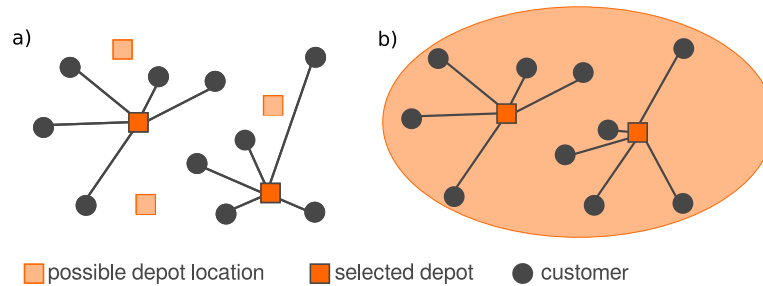 a)
b)
possible depot location
selected depot
customer